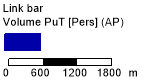 Link bar
Volume PuT [Pers] (AP)
0 600 1200 1800 m